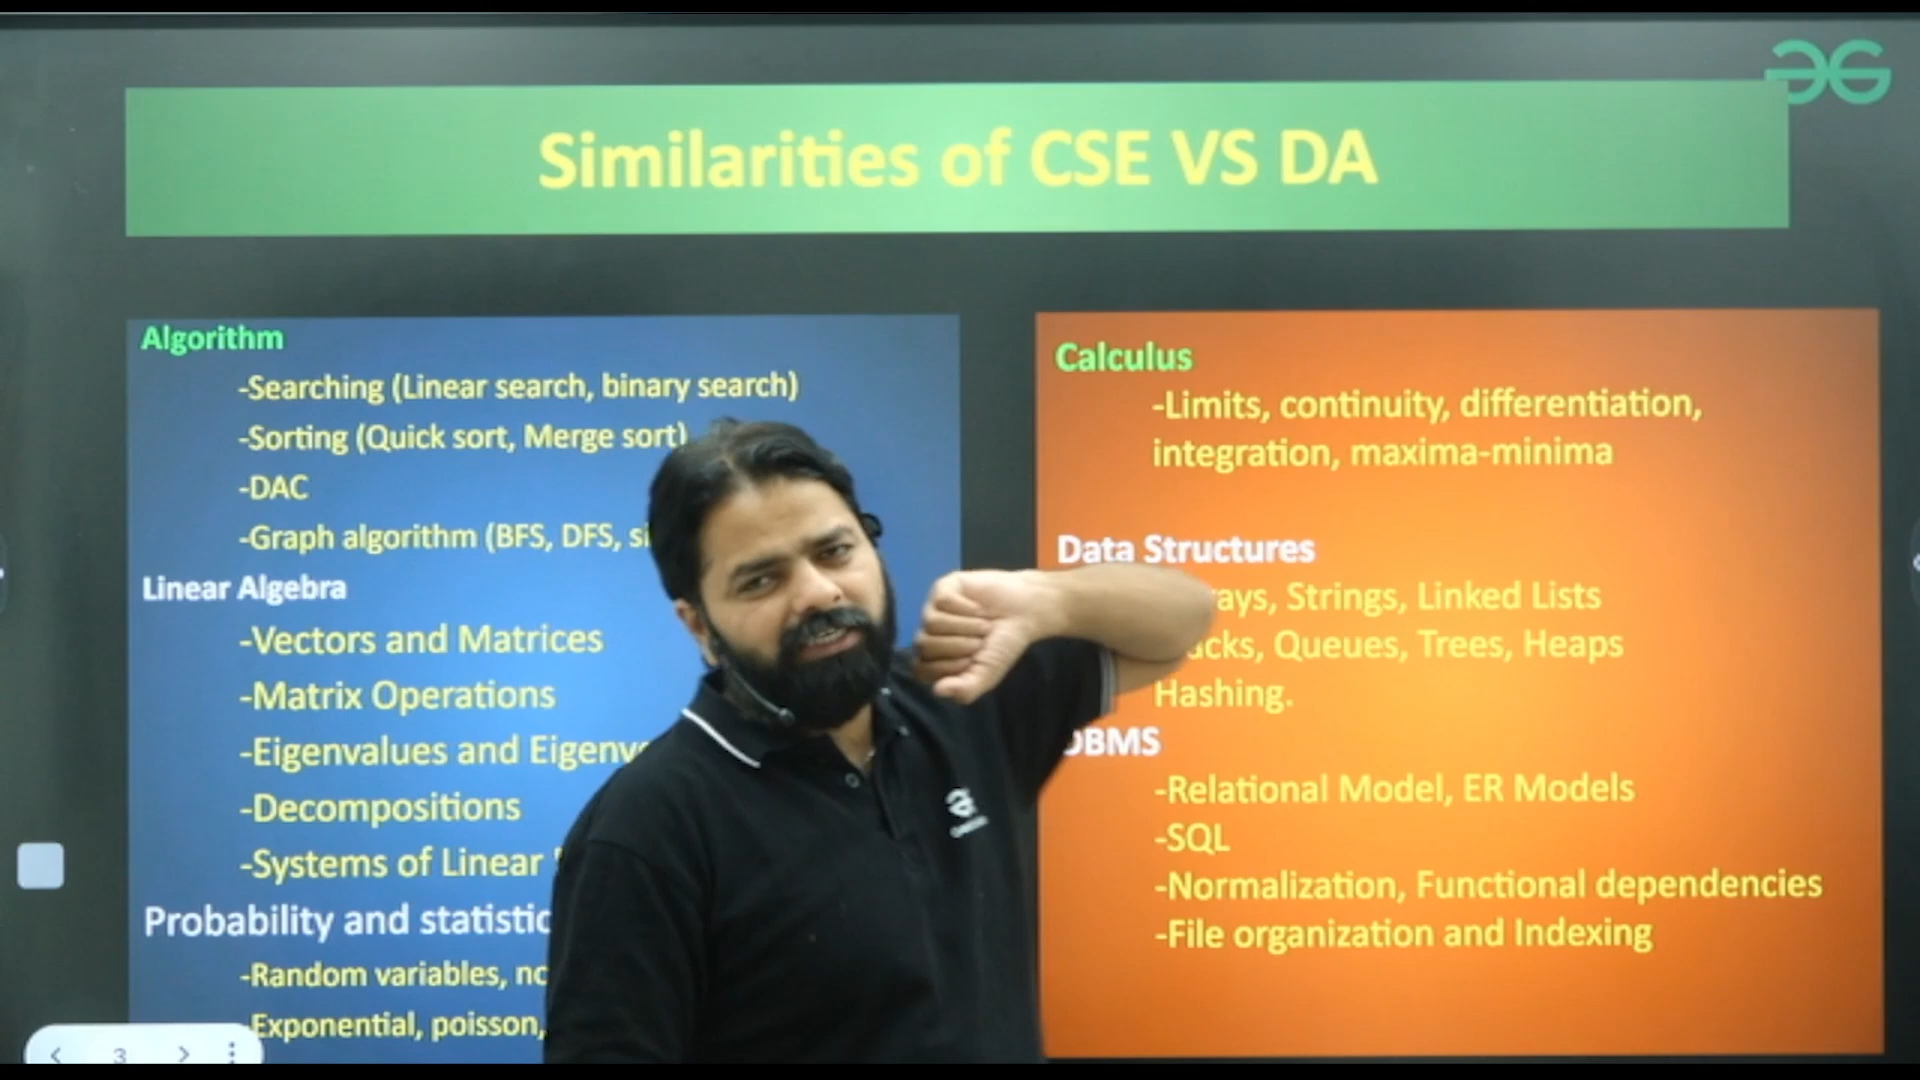 Similarities of CSE VS DA
Algorithm
-Searching (Linear search, binary search)
-Sorting (Quick sort, Merge sort)
-DAC
-Graph algorithm (BFS, DFS,
Linear Algebra
-Vectors and Matrices
-Matrix Operations
-Eigenvalues and
-Decompositions
-Systems of Linear
Probability and
-Random variables,
-Exponential, poisson,
Calculus
-Limits, continuity, differentiation,
integration, maxima-minima
Data Structures
Strings, Linked Lists
Queues, Trees, Heaps
Hashing.
DBMS
-Relational Model, ER Models
-SQL
-Normalization, Functional dependencies
-File organization and Indexing
3